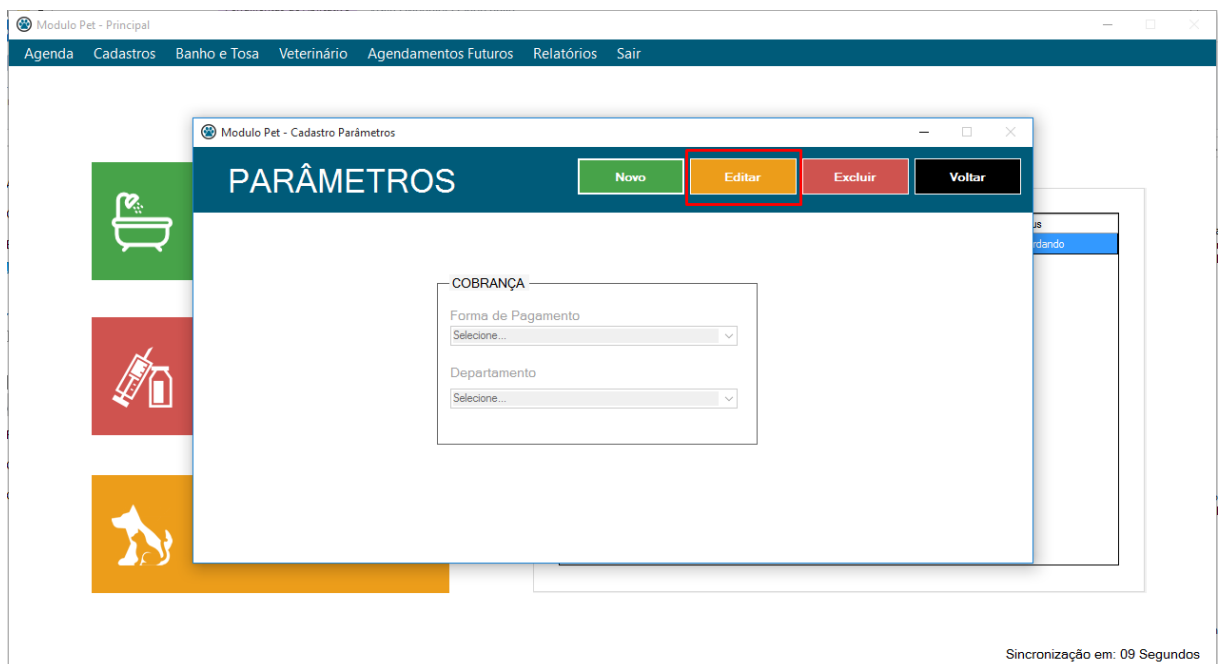 Modulo Pet - Principal
Agenda Cadastros Banho e Tosa Veterinário Agendamentos Futuros Relatórios Sair
Modulo Pet - Cadastro Parâmetros
PARÂMETROS
Novo Editar Excluir Voltar
COBRANÇA
Forma de Pagamento
Selecione...
Departamento
Selecione...
Sincronização em: 09 Segundos